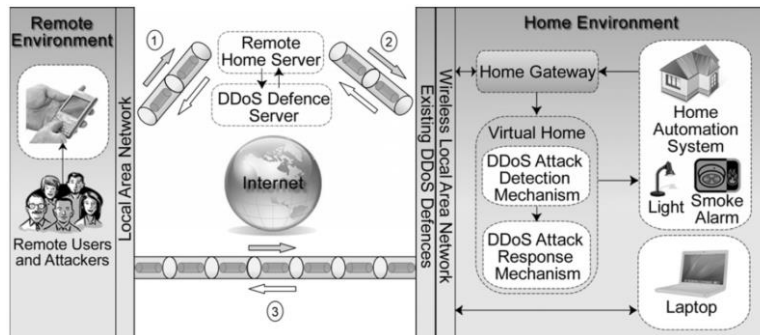 Remote
Environment
Remote Users
and Attackers
Local Area Network
1
Remote
Home Server
DDoS Defence
Server
2
Internet
3
Existing DDoS Defences
Wireless Local Area Network
Home Environment
Home Gateway
Virtual Home
DDoS Attack
Detection
Mechanism
DDoS Attack
Response
Mechanism
Home
Automation
System
Light
Smoke
Alarm
Laptop